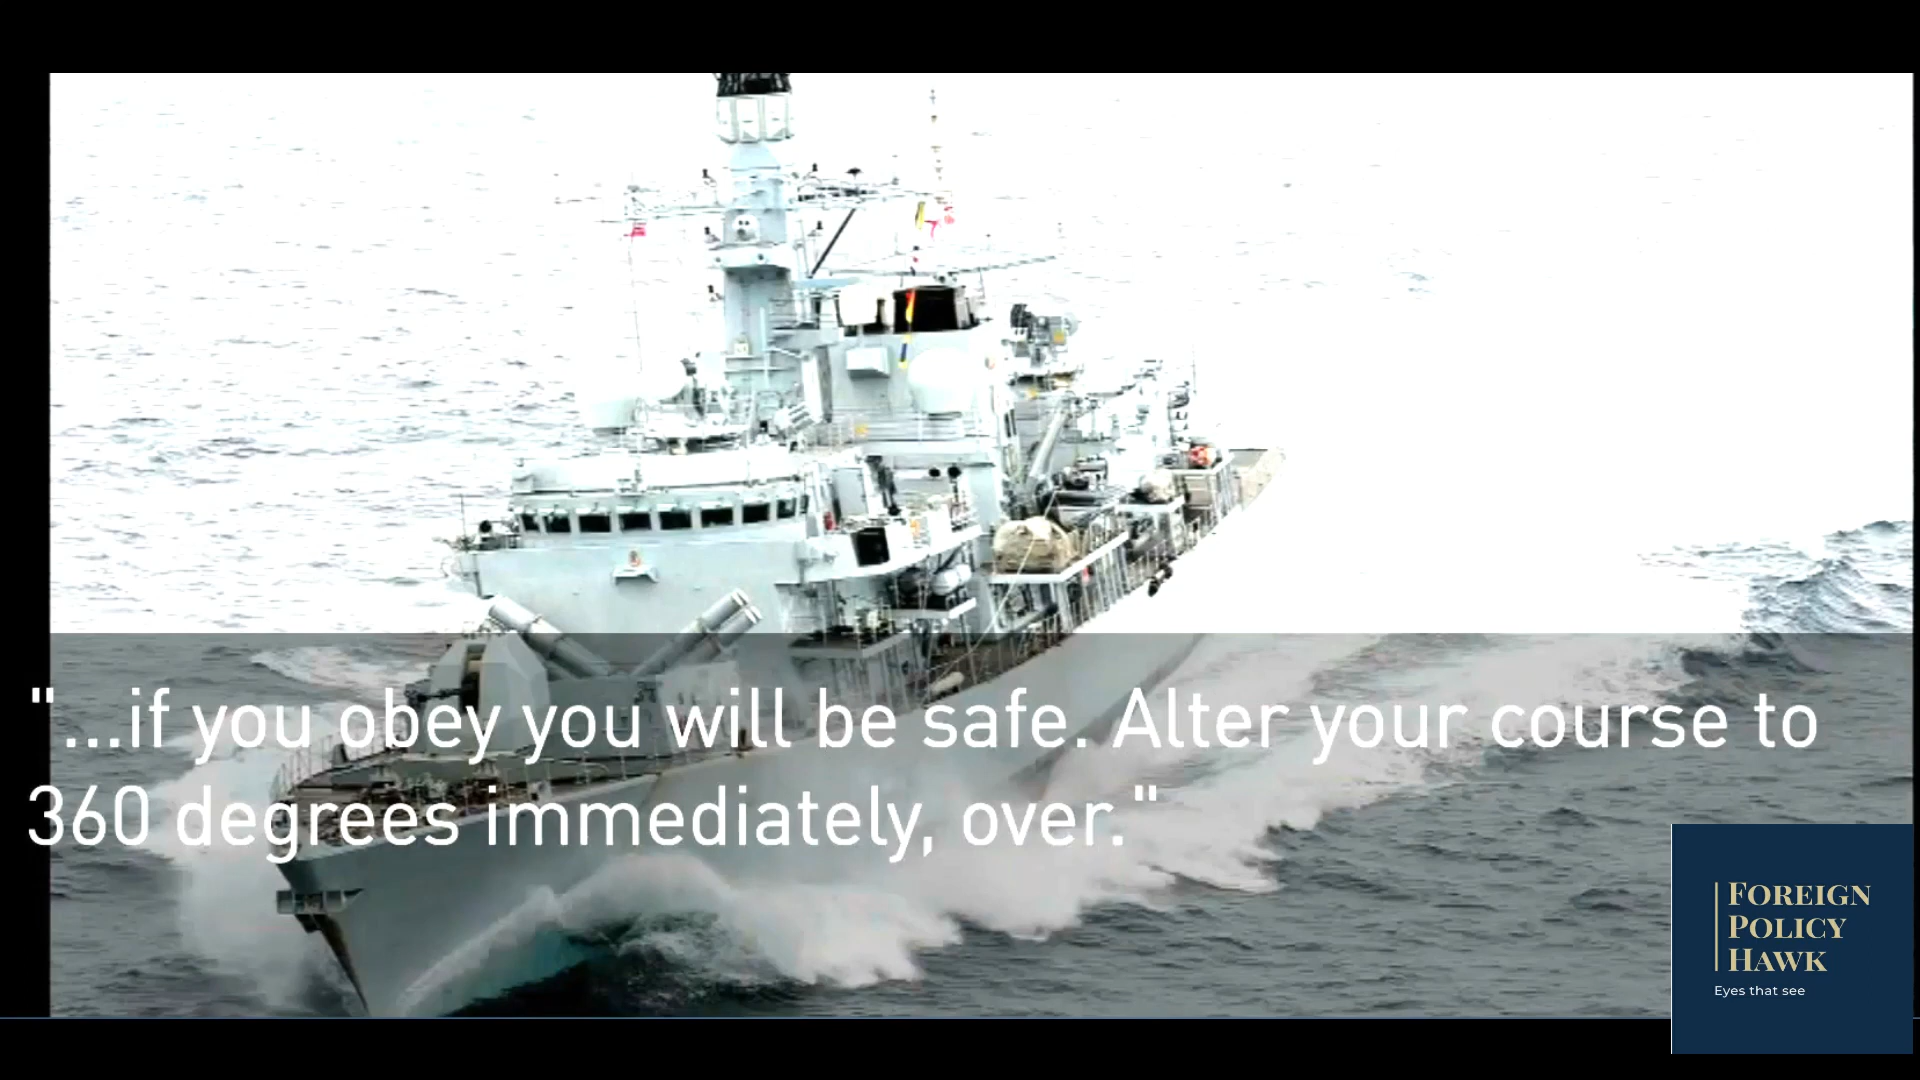 "...if you obey you will be safe. Alter your course to
360 degrees immediately, over."
FOREIGN
POLICY
HAWK
Eyes that see